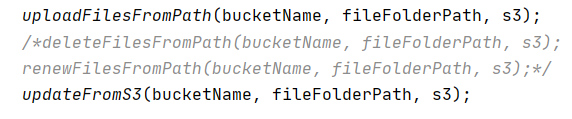 uploadFilesFromPath(bucketName, fileFolderPath, s3);
/*deleteFilesFromPath(bucketName, fileFolderPath, s3);
renewFilesFromPath(bucketName, fileFolderPath, s3);*/
updateFromS3(bucketName, fileFolderPath, s3);